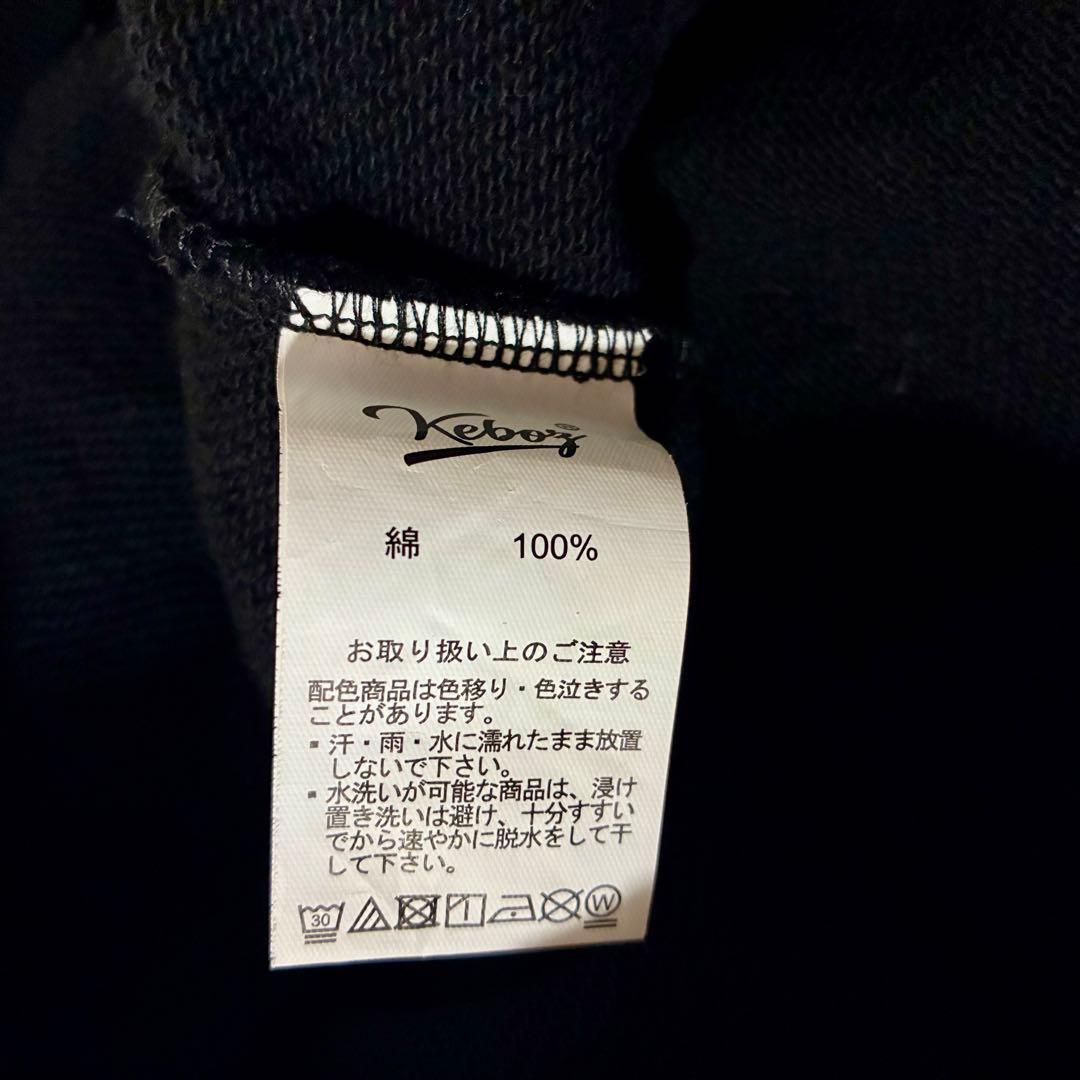 Keboz®
綿 100%
お取り扱い上のご注意
配色商品は色移り・色泣きする
ことがあります。
▪汗・雨・水に濡れたまま放置
しないで下さい。
▪水洗いが可能な商品は、浸け
置き洗いは避け、十分すすい
でから速やかに脱水をして干
して下さい。
30 W